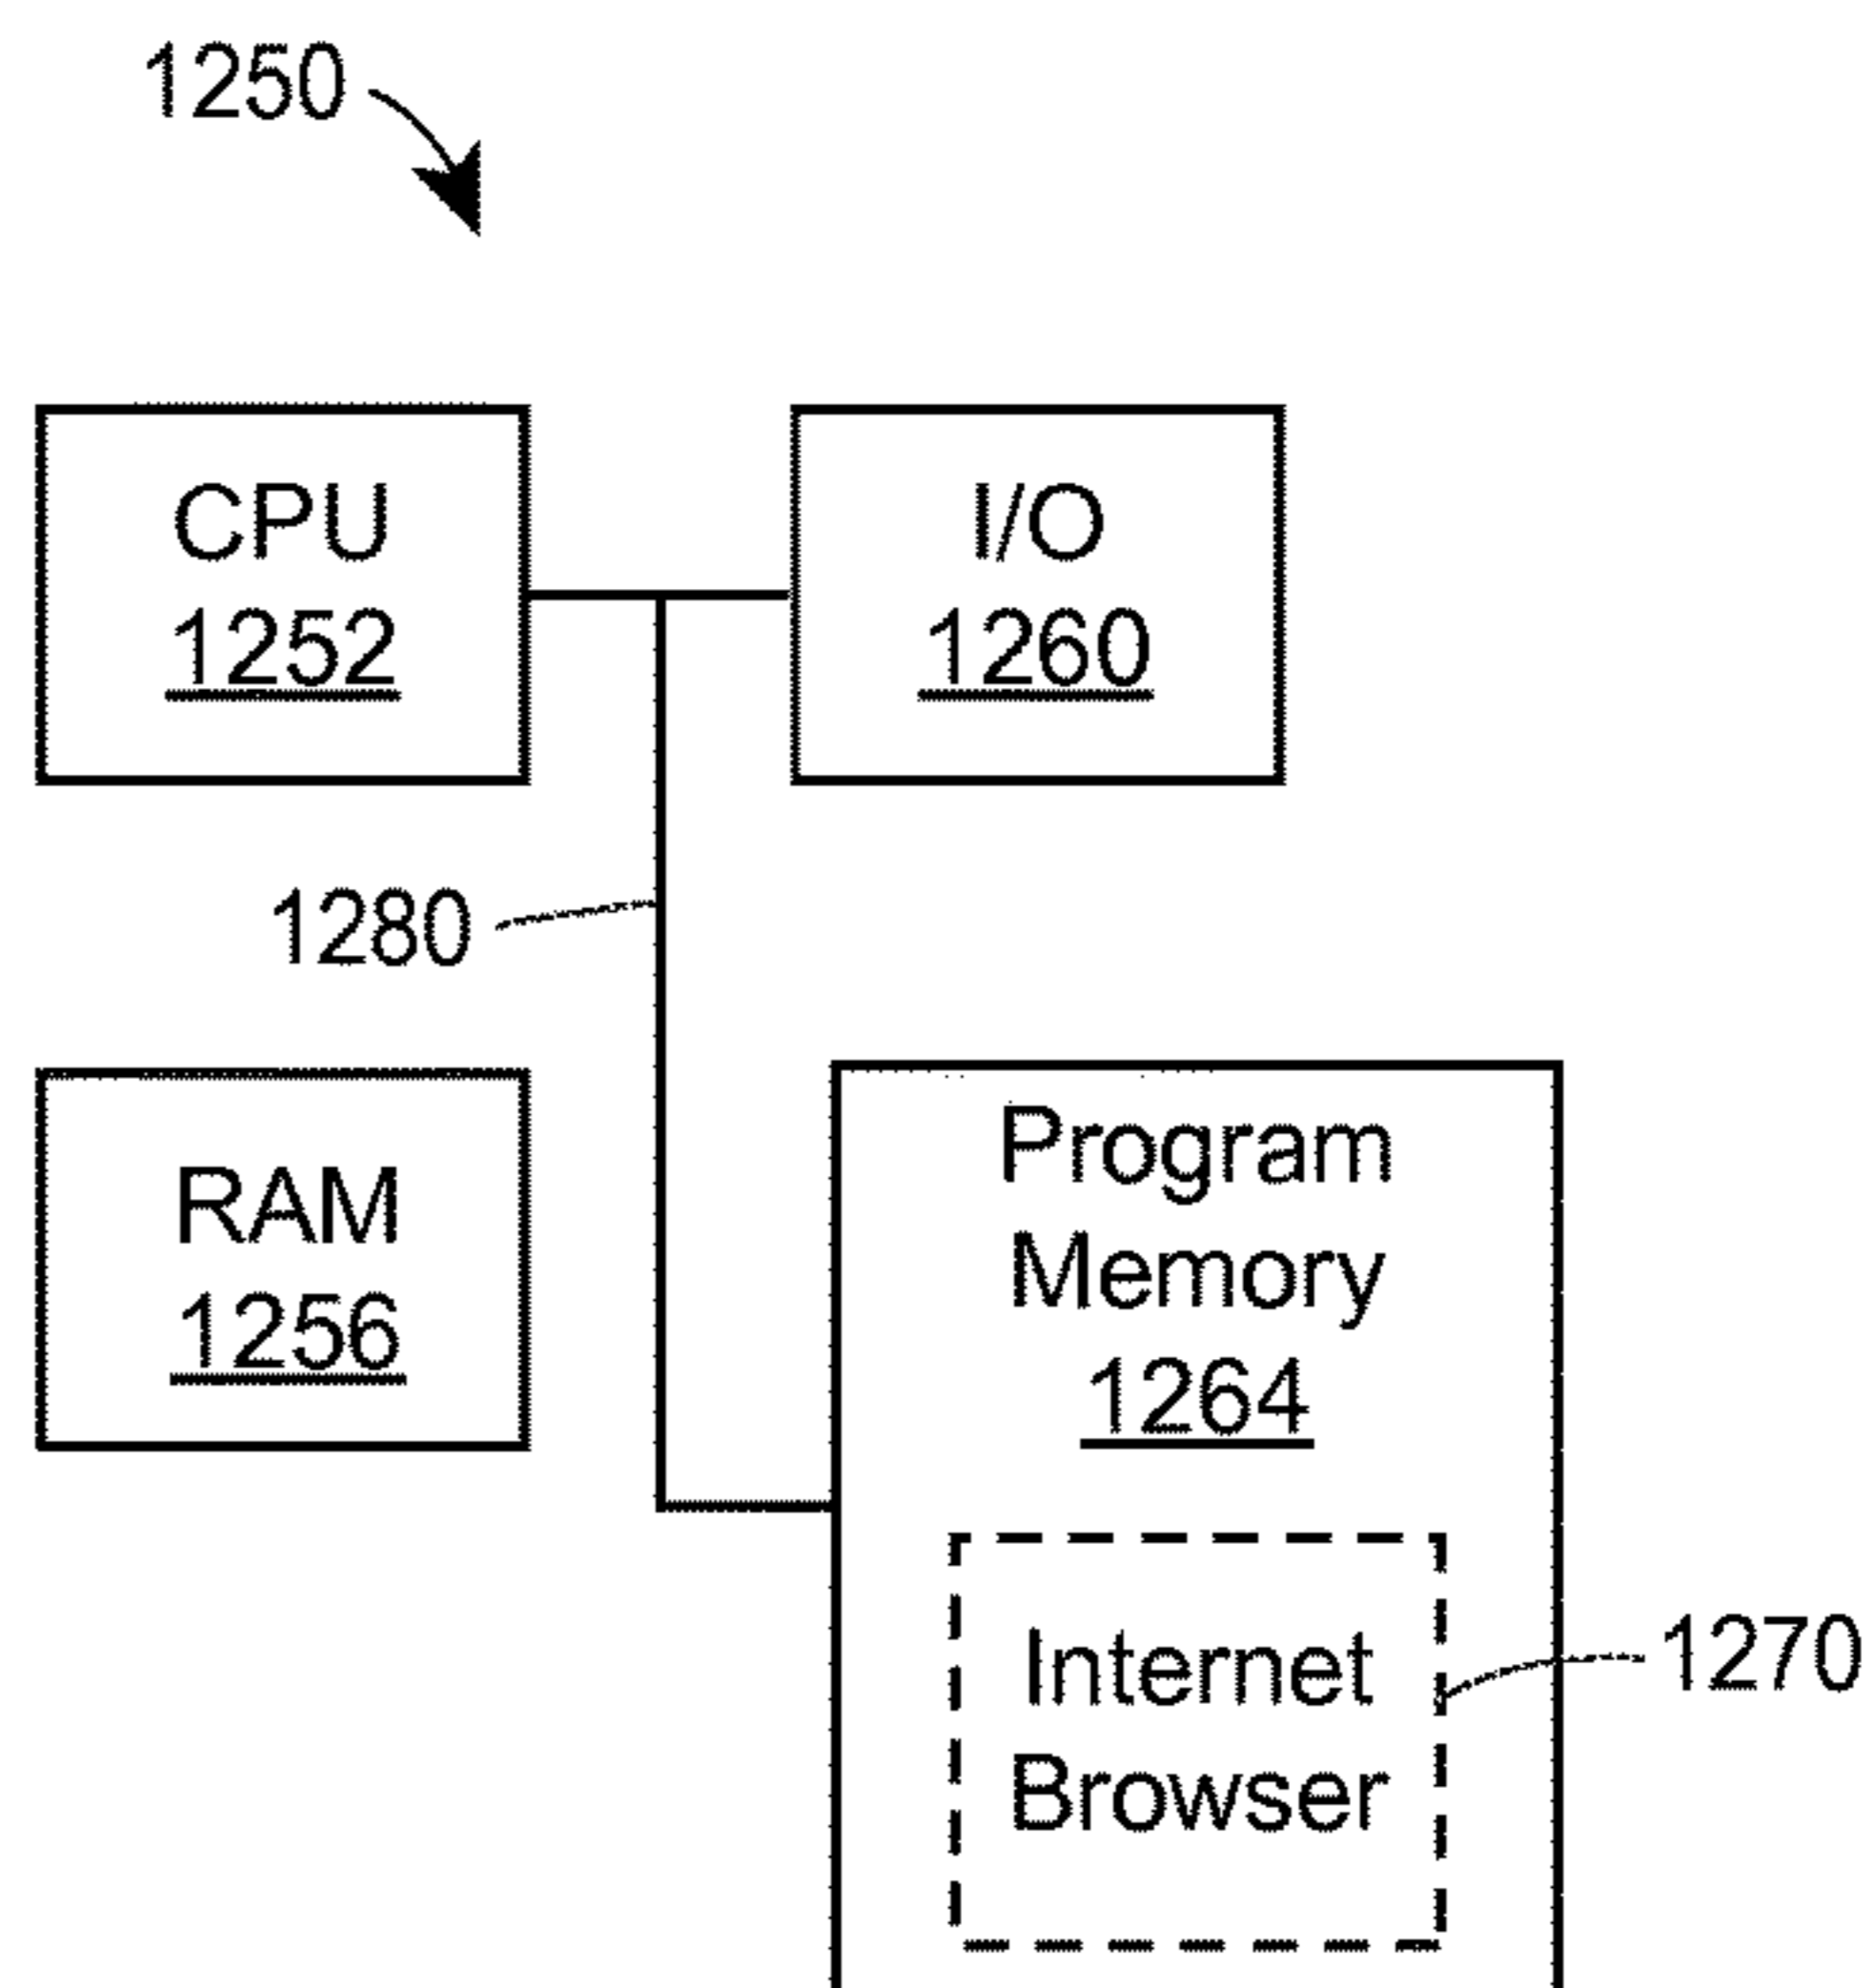 1250
CPU
1252
I/O
1260
1280
RAM
1256
Program
Memory
1264
Internet
Browser
1270